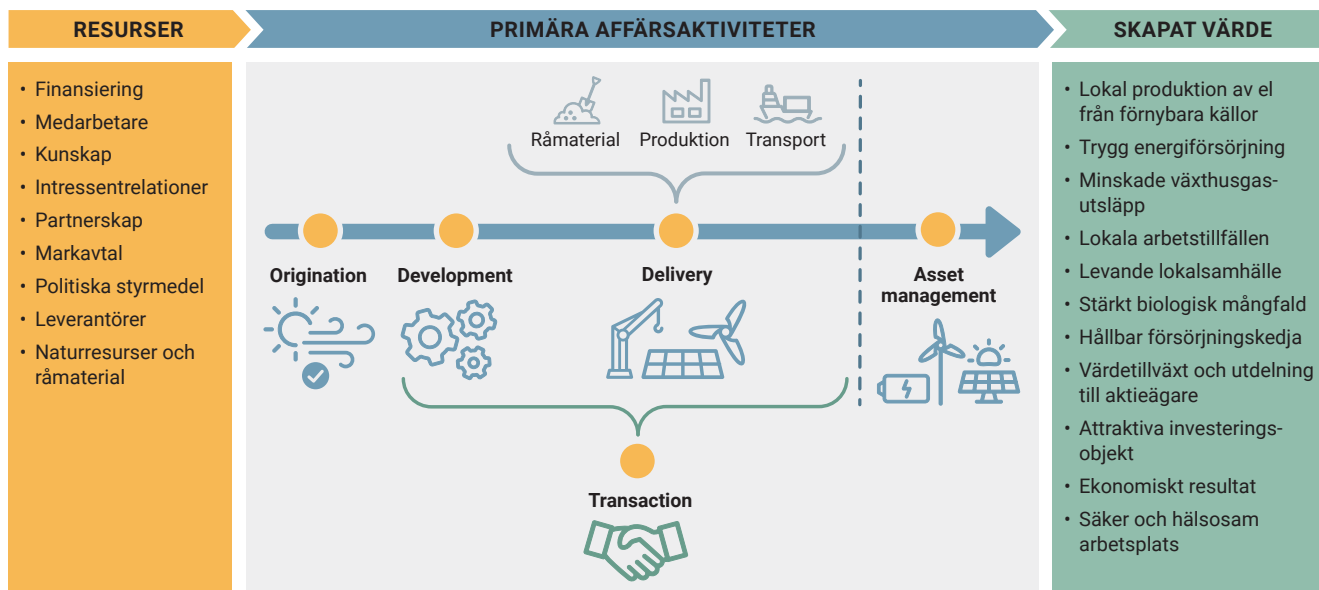 RESURSER
PRIMÄRA AFFÄRSAKTIVITETER
SKAPAT VÄRDE
• Finansiering
• Medarbetare
• Kunskap
• Intressentrelationer
• Partnerskap
• Markavtal
• Politiska styrmedel
• Leverantörer
• Naturresurser och
råmaterial
Råmaterial
Produktion
Transport
Origination
Development
Delivery
Asset
management
Transaction
• Lokal produktion av el
från förnybara källor
• Trygg energiförsörjning
• Minskade växthusgas-
utsläpp
• Lokala arbetstillfällen
• Levande lokalsamhälle
• Stärkt biologisk mångfald
• Hållbar försörjningskedja
• Värdetillväxt och utdelning
till aktieägare
• Attraktiva investerings-
objekt
• Ekonomiskt resultat
• Säker och hälsosam
arbetsplats